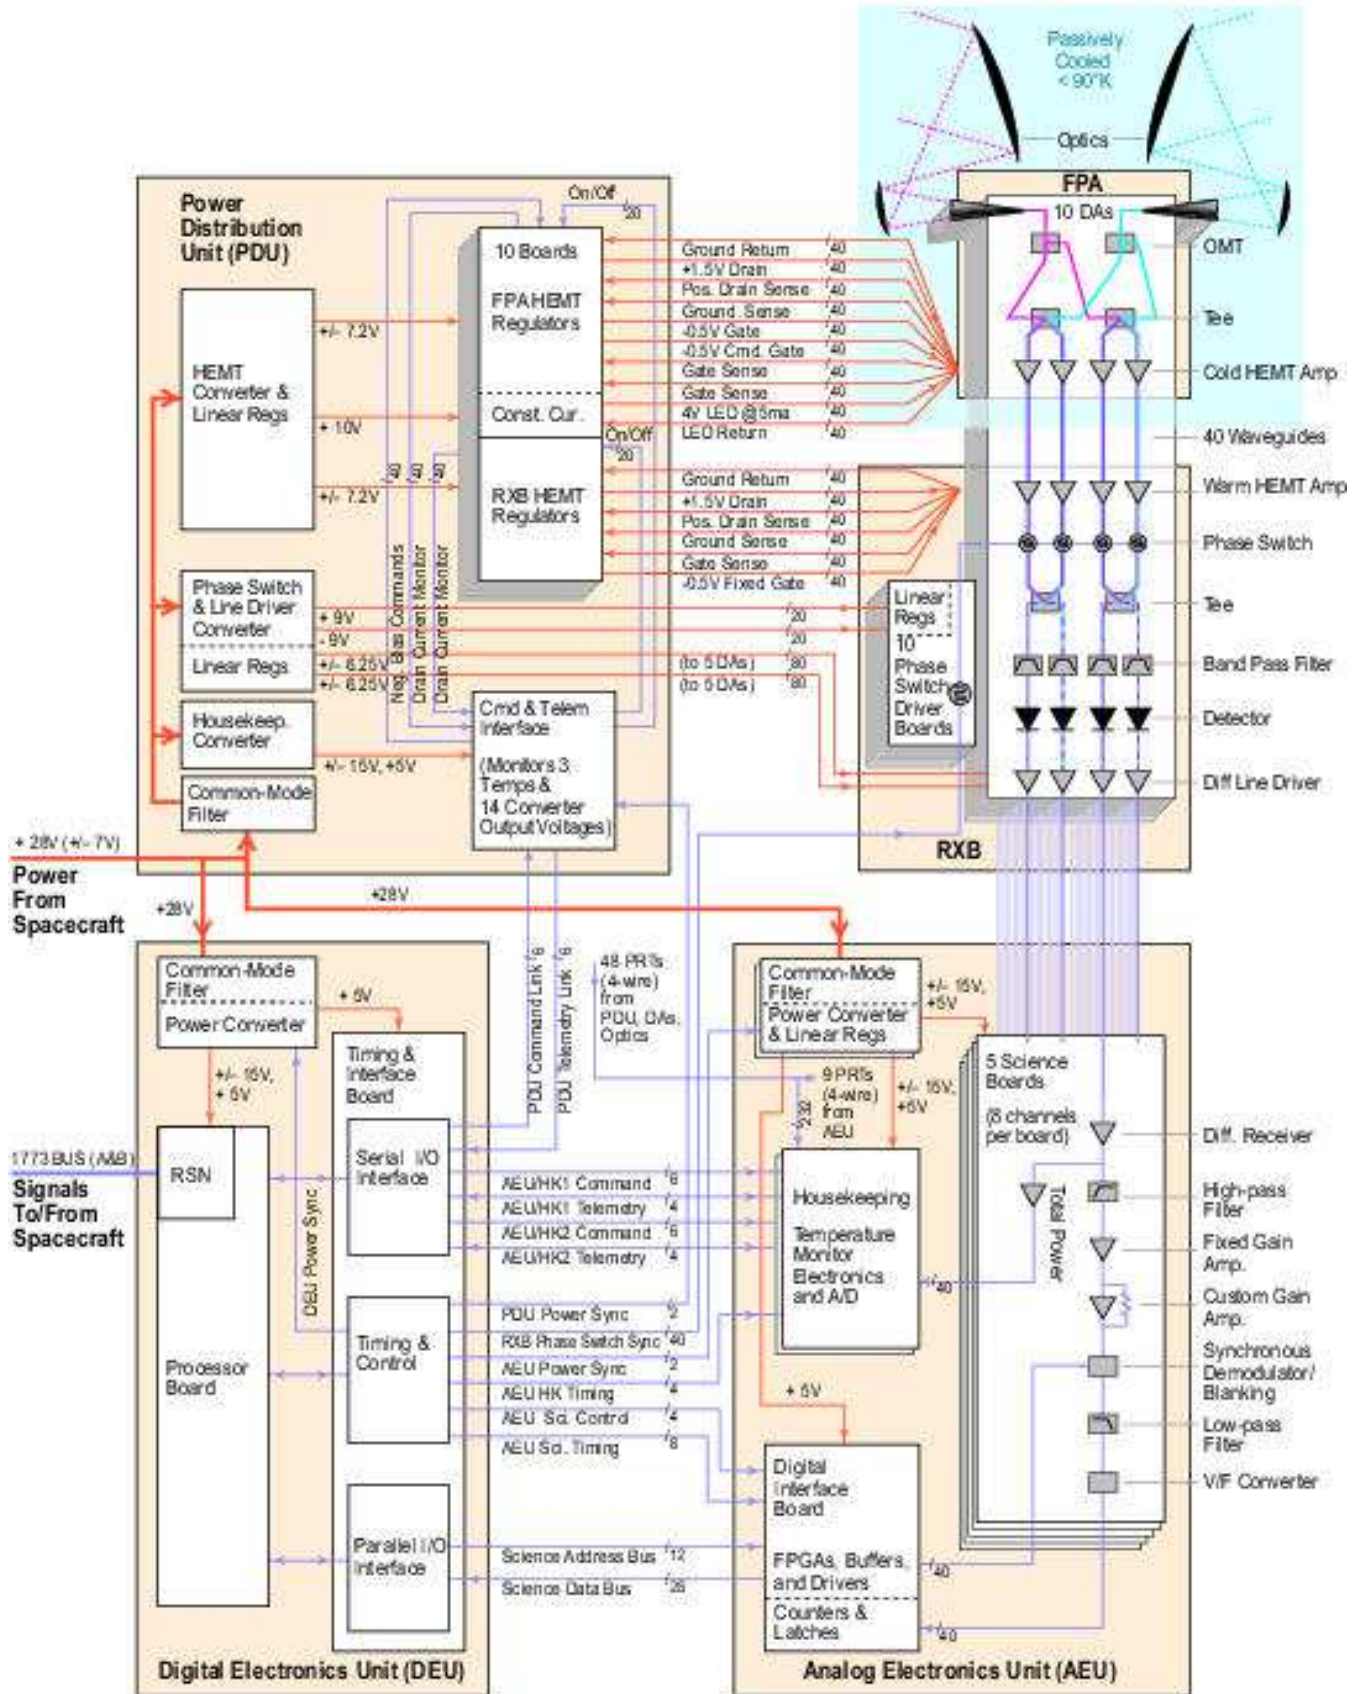 Passively
Cooled
< 90°K
Optics
FPA
10 DAs
OMT
Tee
Cold HEMT Amp
40 Waveguides
Warm HEMT Amp
Phase Switch
Tee
Band Pass Filter
Detector
Diff Line Driver
RXB
Linear
Regs
10
Phase
Switch
Driver
Boards
Power
Distribution
Unit (PDU)
On/Off
20
10 Boards
FPA HEMT
Regulators
Const. Cur.
On/Off
20
RXB HEMT
Regulators
HEMT
Converter &
Linear Regs
+/- 7.2V
+ 10V
+/- 7.2V
Ground Return 40
+1.5V Drain 40
Pos. Drain Sense 40
Ground. Sense 40
-0.5V Gate 40
-0.5V Cmd. Gate 40
Gate Sense 40
Gate Sense 40
4V LED @5ma 40
LED Return 40
Ground Return 40
+1.5V Drain 40
Pos. Drain Sense 40
Ground Sense 40
Gate Sense 40
-0.5V Fixed Gate 40
40
40
40
Neg. Bias Commands
Drain Current Monitor
Drain Current Monitor
Phase Switch
& Line Driver
Converter
Linear Regs
+ 9V
- 9V
+/- 6.25V
+/- 6.25V
20
20
(to 5 DAs) 80
(to 5 DAs) 80
Housekeep.
Converter
+/- 15V, +5V
Common-Mode
Filter
Cmd & Telem
Interface
(Monitors 3
Temps &
14 Converter
Output Voltages)
+ 28V (+/- 7V)
Power
From
Spacecraft
+28V
+28V
Common-Mode
Filter
Power Converter
+ 5V
+/- 15V,
+ 5V
1773 BUS (A&B)
Signals
To/From
Spacecraft
RSN
Processor
Board
DEU Power Sync
Timing &
Interface
Board
Serial I/O
Interface
Timing &
Control
Parallel I/O
Interface
Digital Electronics Unit (DEU)
PDU Command Link 6
PDU Telemetry Link 6
48 PRTs
(4-wire)
from
PDU, DAs,
Optics
AEU/HK1 Command 6
AEU/HK1 Telemetry 4
AEU/HK2 Command 6
AEU/HK2 Telemetry 4
PDU Power Sync 2
RXB Phase Switch Sync 40
AEU Power Sync 2
AEU HK Timing 4
AEU Sci. Control 4
AEU Sci. Timing 8
Science Address Bus 12
Science Data Bus
Common-Mode
Filter
Power Converter
& Linear Regs
+/- 15V,
+5V
9 PRTs
(4-wire)
from
AEU
232
+/- 15V,
+5V
Housekeeping
Temperature
Monitor
Electronics
and A/D
40
+ 5V
Digital
Interface
Board
FPGAs, Buffers,
and Drivers
Counters &
Latches
40
40
5 Science
Boards
(8 channels
per board)
Total Power
Diff. Receiver
High-pass
Filter
Fixed Gain
Amp.
Custom Gain
Amp.
Synchronous
Demodulator/
Blanking
Low-pass
Filter
V/F Converter
Analog Electronics Unit (AEU)